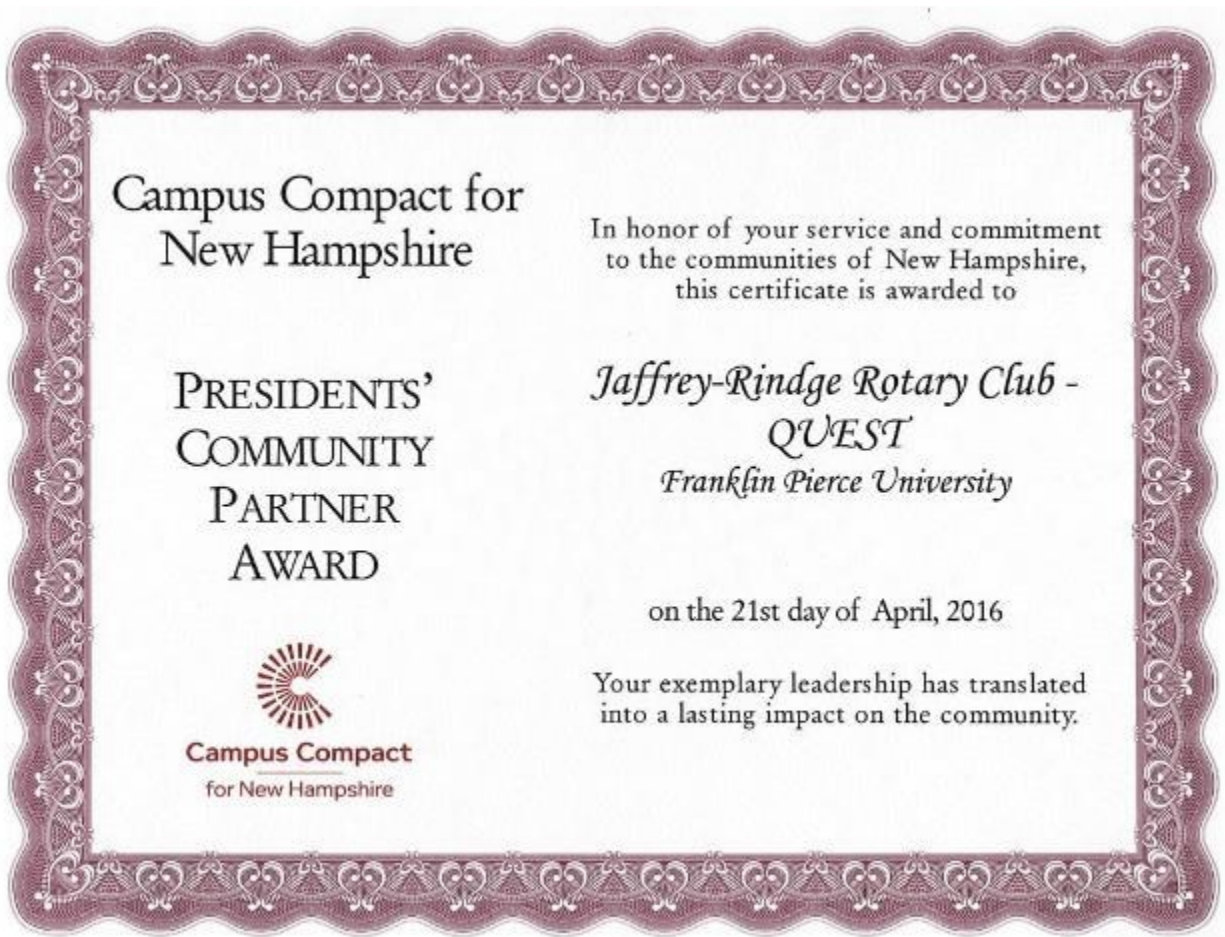 Campus Compact for
New Hampshire
PRESIDENTS’
COMMUNITY
PARTNER
AWARD
Campus Compact
for New Hampshire
In honor of your service and commitment
to the communities of New Hampshire,
this certificate is awarded to
Jaffrey-Rindge Rotary Club -
QUEST
Franklin Pierce University
on the 21st day of April, 2016
Your exemplary leadership has translated
into a lasting impact on the community.